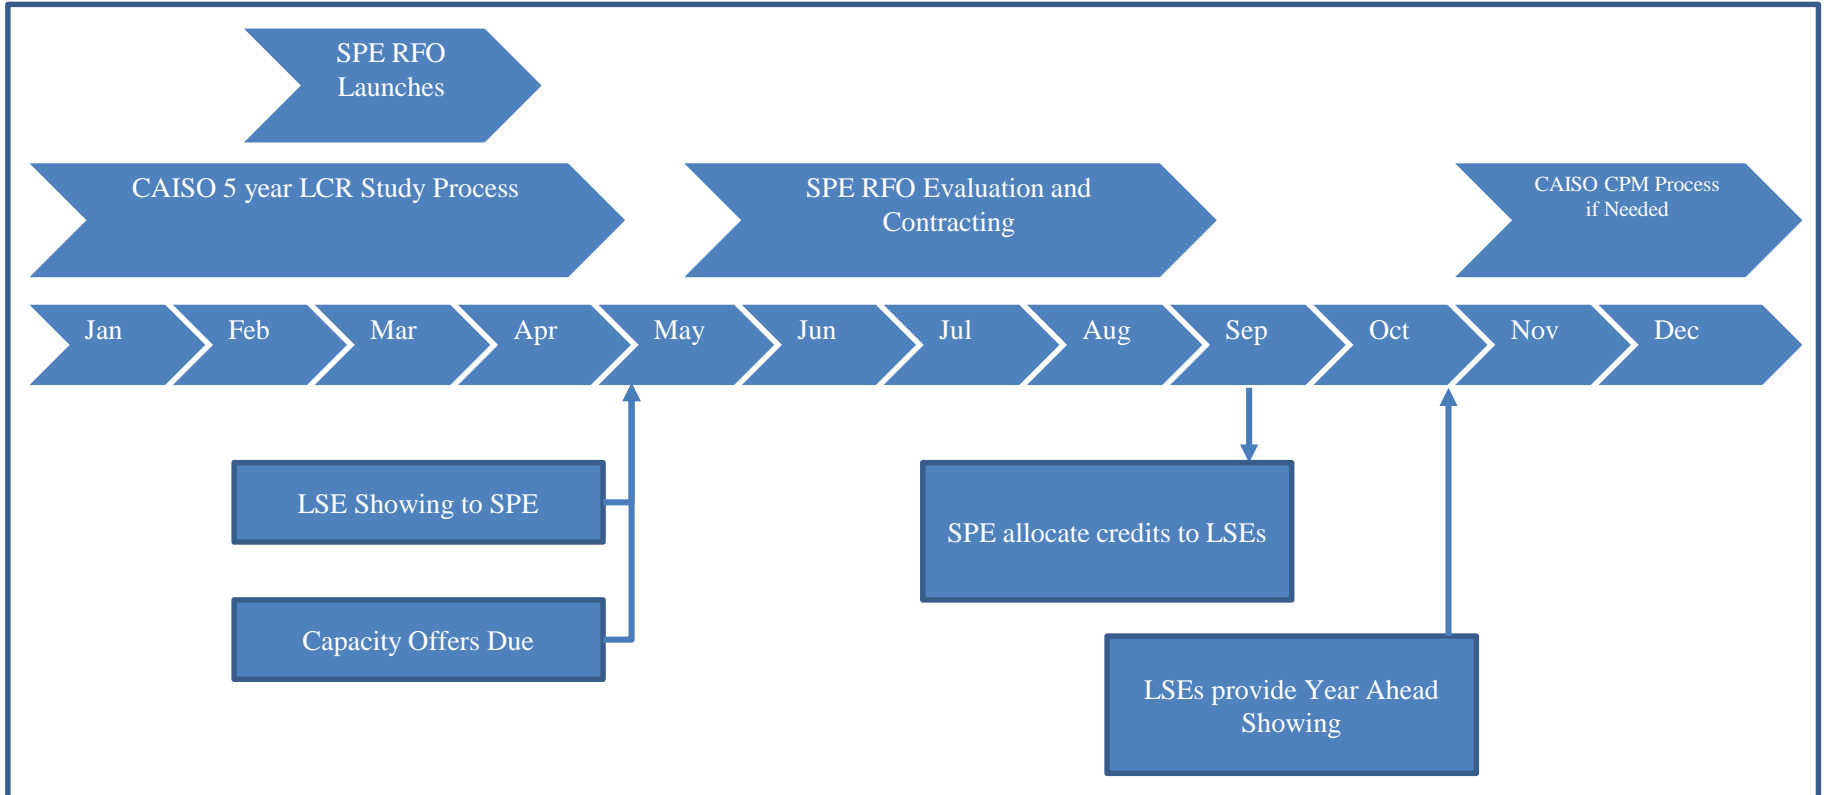 SPE RFO
Launches
CAISO 5 year LCR Study Process
SPE RFO Evaluation and
Contracting
CAISO CPM Process
if Needed
Jan
Feb
Mar
Apr
May
Jun
Jul
Aug
Sep
Oct
Nov
Dec
LSE Showing to SPE
SPE allocate credits to LSEs
Capacity Offers Due
LSEs provide Year Ahead
Showing